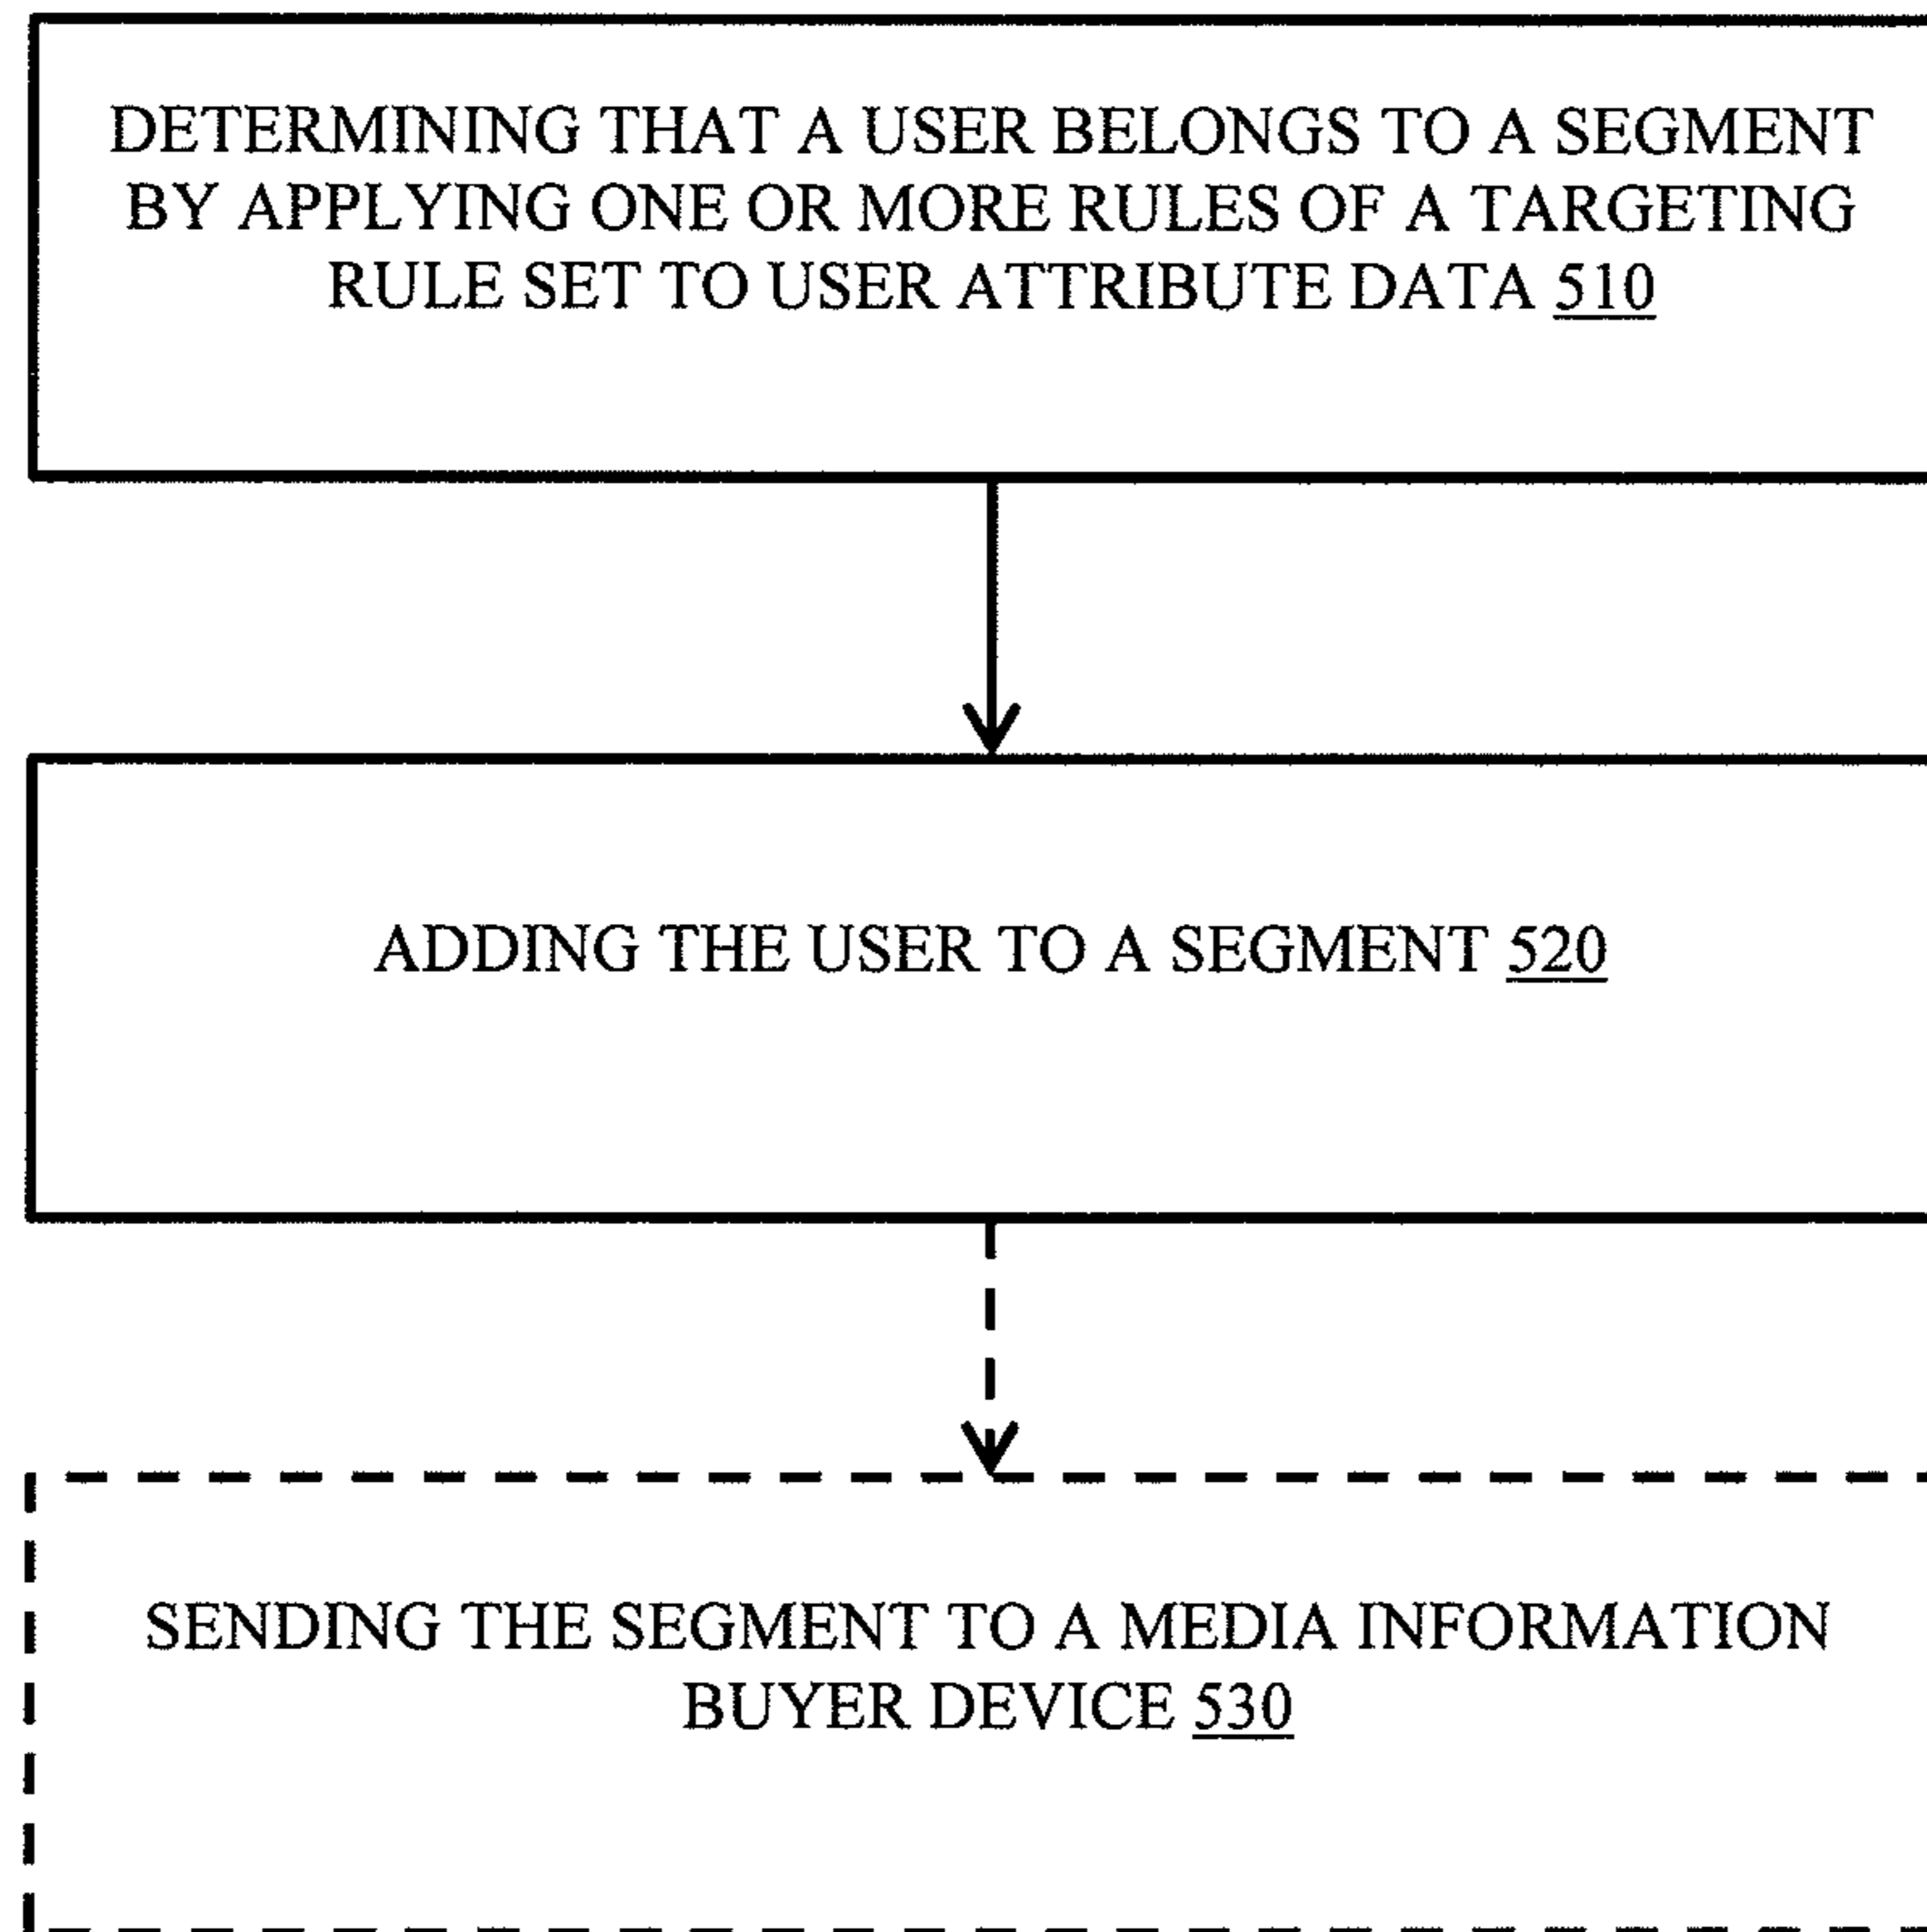 DETERMINING THAT A USER BELONGS TO A SEGMENT
BY APPLYING ONE OR MORE RULES OF A TARGETING
RULE SET TO USER ATTRIBUTE DATA 510
ADDING THE USER TO A SEGMENT 520
SENDING THE SEGMENT TO A MEDIA INFORMATION
BUYER DEVICE 530